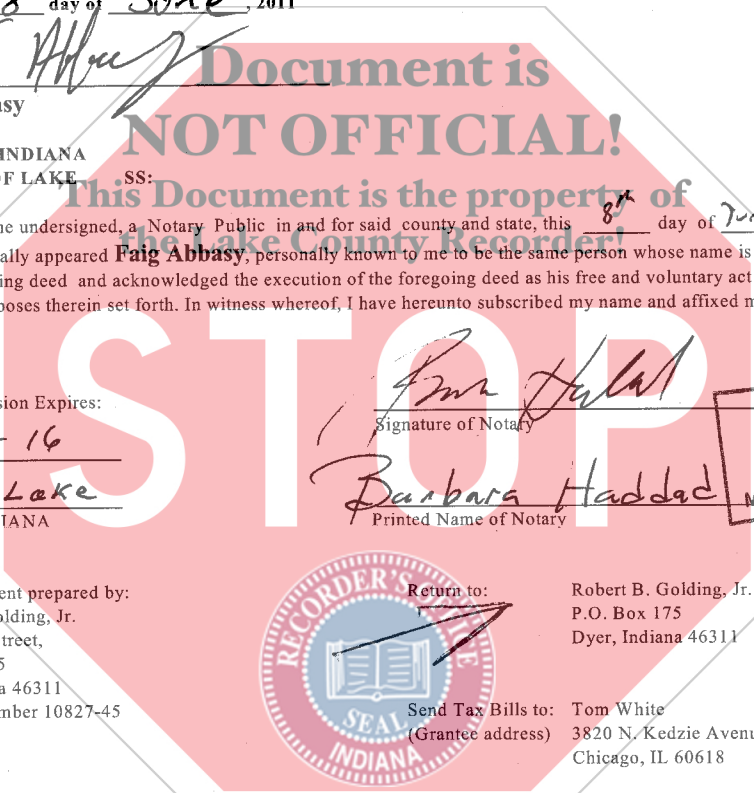 day of June, 2011
Document is
NOT OFFICIAL!
This Document is the property of
the Lake County Recorder!
asy
INDIANA
OF LAKE SS:
he undersigned, a Notary Public in and for said county and state, this 8th day of
ally appeared Faig Abbasy, personally known to me to be the same person whose name is
ing deed and acknowledged the execution of the foregoing deed as his free and voluntary act
poses therein set forth. In witness whereof, I have hereunto subscribed my name and affixed m
STOP
sion Expires:
- 16
Signature of Notary
Lake
Barbara Haddad
IANA
Printed Name of Notary
ent prepared by:
olding, Jr.
treet,
5
a 46311
mber 10827-45
Return to: Robert B. Golding, Jr.
P.O. Box 175
Dyer, Indiana 46311
Send Tax Bills to: Tom White
(Grantee address) 3820 N. Kedzie Avenu
Chicago, IL 60618
RECORDER'S OFFICE
SEAL
INDIANA